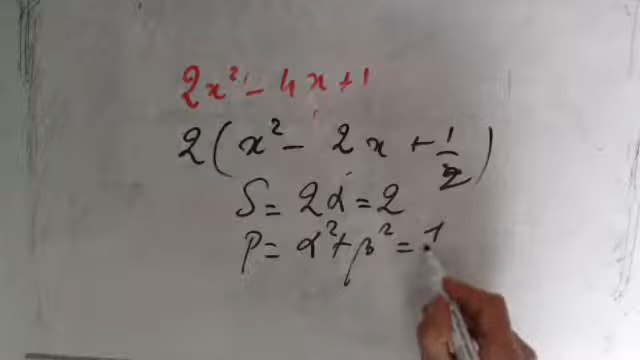 2x² - 4x + 1
2(x² - 2x + 1/2)
S = 2α = 2
P = α² + β² = 1